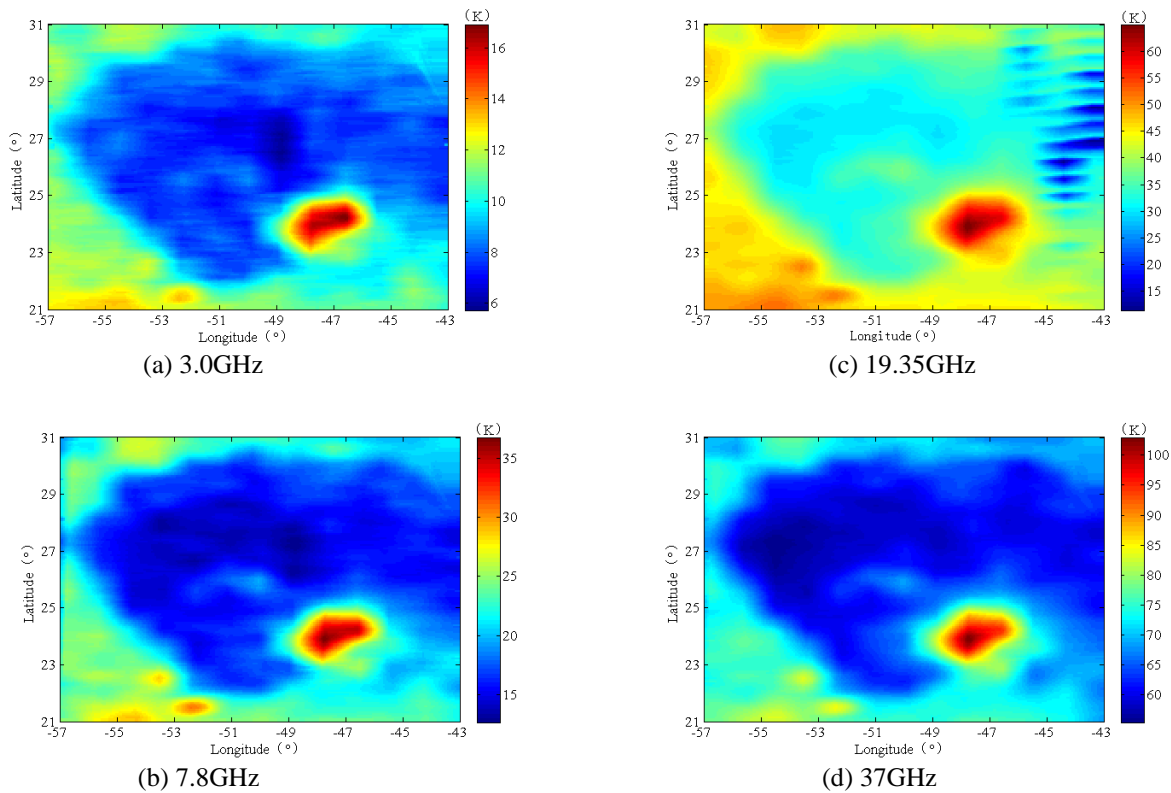 (K)
31
29
27
25
23
21
Latitude (°)
-57 -55 -53 -51 -49 -47 -45 -43
Longitude (°)
16
14
12
10
8
6
(a) 3.0GHz
(K)
31
29
27
25
23
21
Latitude (°)
-57 -55 -53 -51 -49 -47 -45 -43
Longitude (°)
60
55
50
45
40
35
30
25
20
15
(c) 19.35GHz
(K)
31
29
27
25
23
21
Latitude (°)
-57 -55 -53 -51 -49 -47 -45 -43
Longitude (°)
35
30
25
20
15
(b) 7.8GHz
(K)
31
29
27
25
23
21
Latitude (°)
-57 -55 -53 -51 -49 -47 -45 -43
Longitude (°)
100
95
90
85
80
75
70
65
60
(d) 37GHz